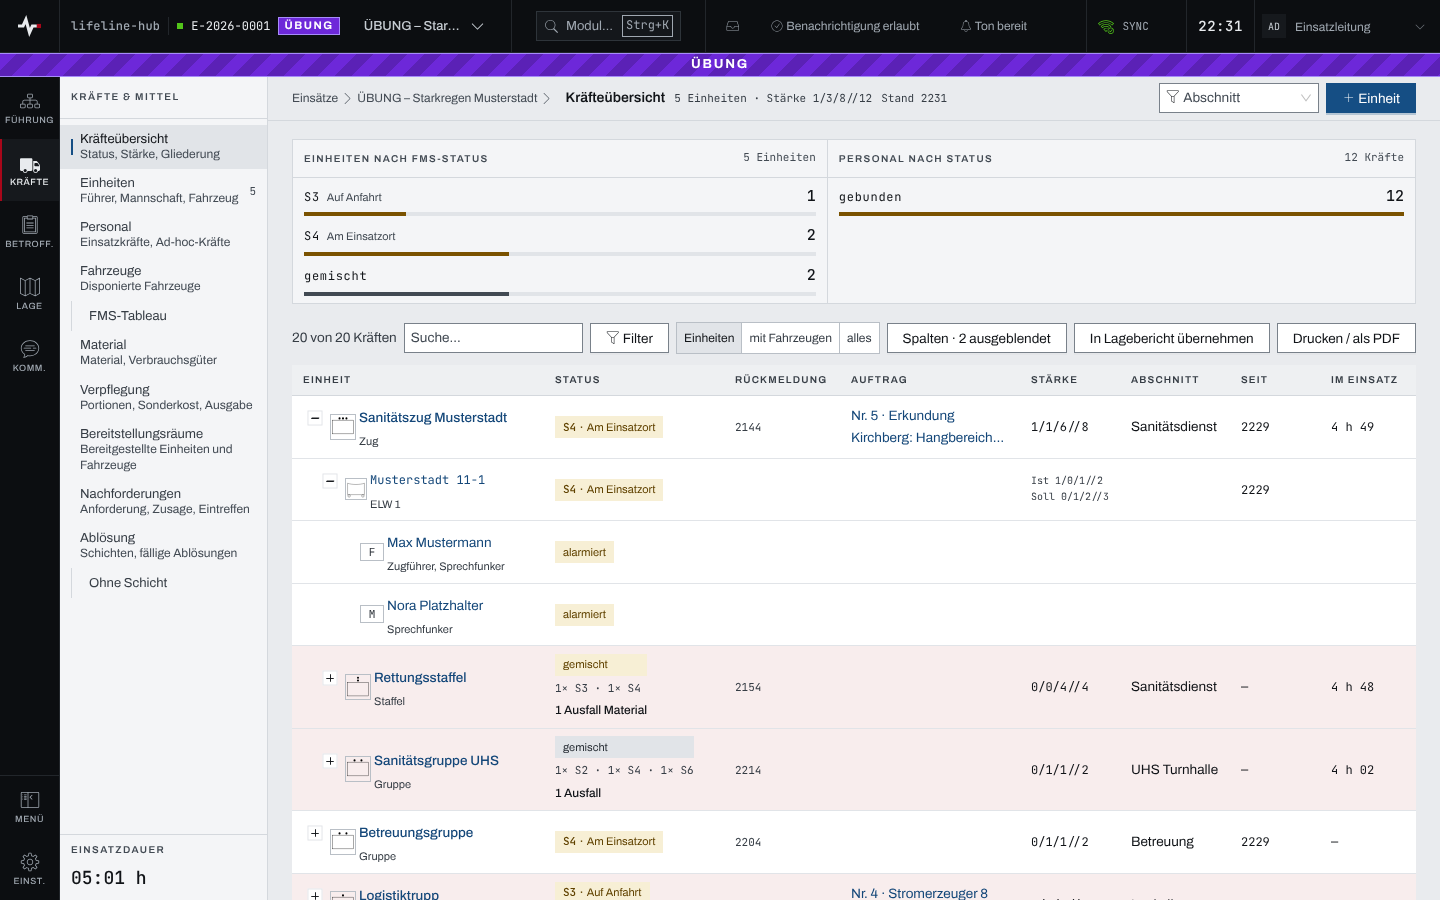 lifeline-hub E-2026-0001 ÜBUNG ÜBUNG – Star... Modul... Strg+K Benachrichtigung erlaubt Ton bereit SYNC 22:31 AD Einsatzleitung
ÜBUNG
FÜHRUNG
KRÄFTE
BETROFF.
LAGE
KOMM.
MENÜ
EINST.
KRÄFTE & MITTEL
Kräfteübersicht
Status, Stärke, Gliederung
Einheiten
Führer, Mannschaft, Fahrzeug 5
Personal
Einsatzkräfte, Ad-hoc-Kräfte
Fahrzeuge
Disponierte Fahrzeuge
FMS-Tableau
Material
Material, Verbrauchsgüter
Verpflegung
Portionen, Sonderkost, Ausgabe
Bereitstellungsräume
Bereitgestellte Einheiten und
Fahrzeuge
Nachforderungen
Anforderung, Zusage, Eintreffen
Ablösung
Schichten, fällige Ablösungen
Ohne Schicht
EINSATZDAUER
05:01 h
Einsätze ÜBUNG – Starkregen Musterstadt Kräfteübersicht 5 Einheiten · Stärke 1/3/8//12 Stand 2231 Abschnitt + Einheit
EINHEITEN NACH FMS-STATUS 5 Einheiten
S3 Auf Anfahrt 1
S4 Am Einsatzort 2
gemischt 2
PERSONAL NACH STATUS 12 Kräfte
gebunden 12
20 von 20 Kräften Suche... Filter Einheiten mit Fahrzeugen alles Spalten · 2 ausgeblendet In Lagebericht übernehmen Drucken / als PDF
EINHEIT STATUS RÜCKMELDUNG AUFTRAG STÄRKE ABSCHNITT SEIT IM EINSATZ
Sanitätszug Musterstadt
Zug
S4 · Am Einsatzort 2144
Nr. 5 · Erkundung
Kirchberg: Hangbereich...
1/1/6//8 Sanitätsdienst 2229 4 h 49
Musterstadt 11-1
ELW 1
S4 · Am Einsatzort
Ist 1/0/1//2
Soll 0/1/2//3
2229
F Max Mustermann
Zugführer, Sprechfunker
alarmiert
M Nora Platzhalter
Sprechfunker
alarmiert
+ Rettungsstaffel
Staffel
gemischt
1× S3 · 1× S4
1 Ausfall Material
2154 0/0/4//4 Sanitätsdienst – 4 h 48
+ Sanitätsgruppe UHS
Gruppe
gemischt
1× S2 · 1× S4 · 1× S6
1 Ausfall
2214 0/1/1//2 UHS Turnhalle – 4 h 02
+ Betreuungsgruppe
Gruppe
S4 · Am Einsatzort 2204 0/1/1//2 Betreuung 2229 –
+ Logistiktrupp S3 · Auf Anfahrt Nr. 4 · Stromerzeuger 8